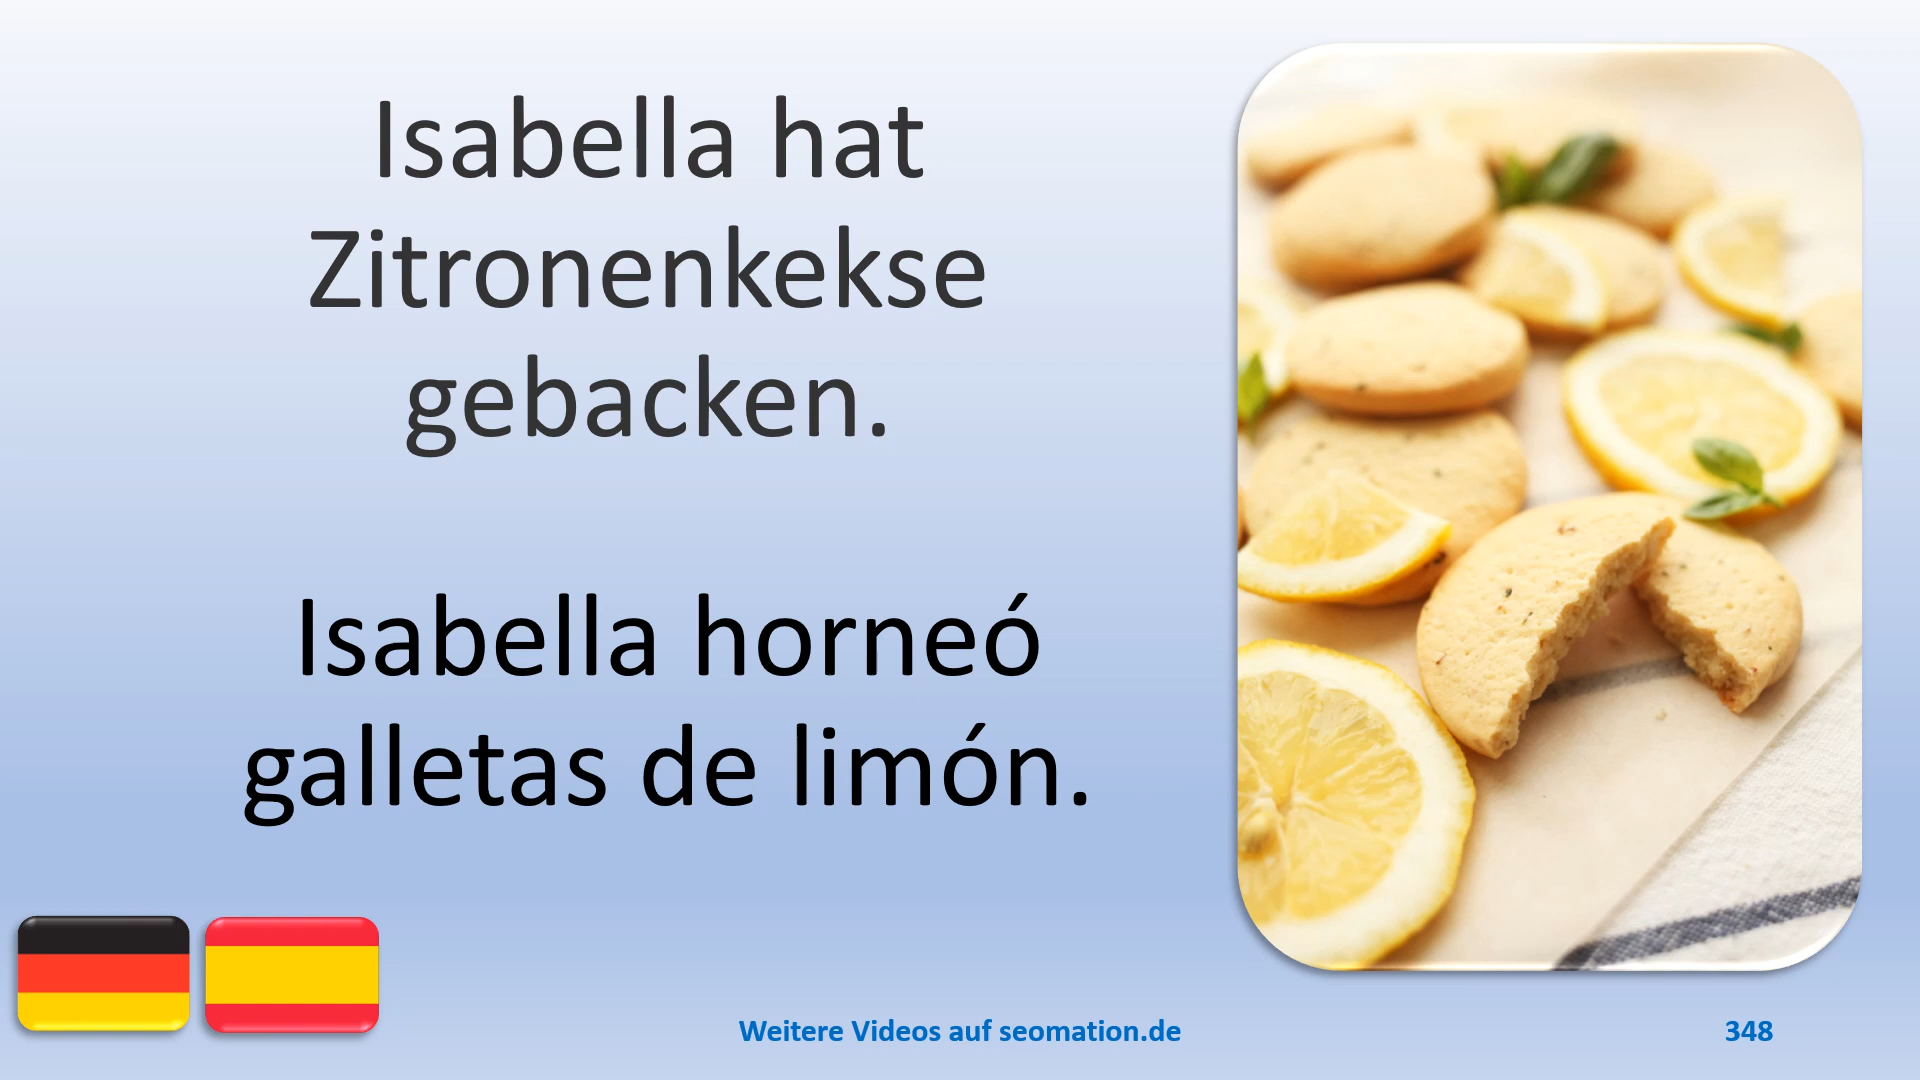 Isabella hat
Zitronenkekse
gebacken.
Isabella horneó
galletas de limón.
Weitere Videos auf seomation.de
348